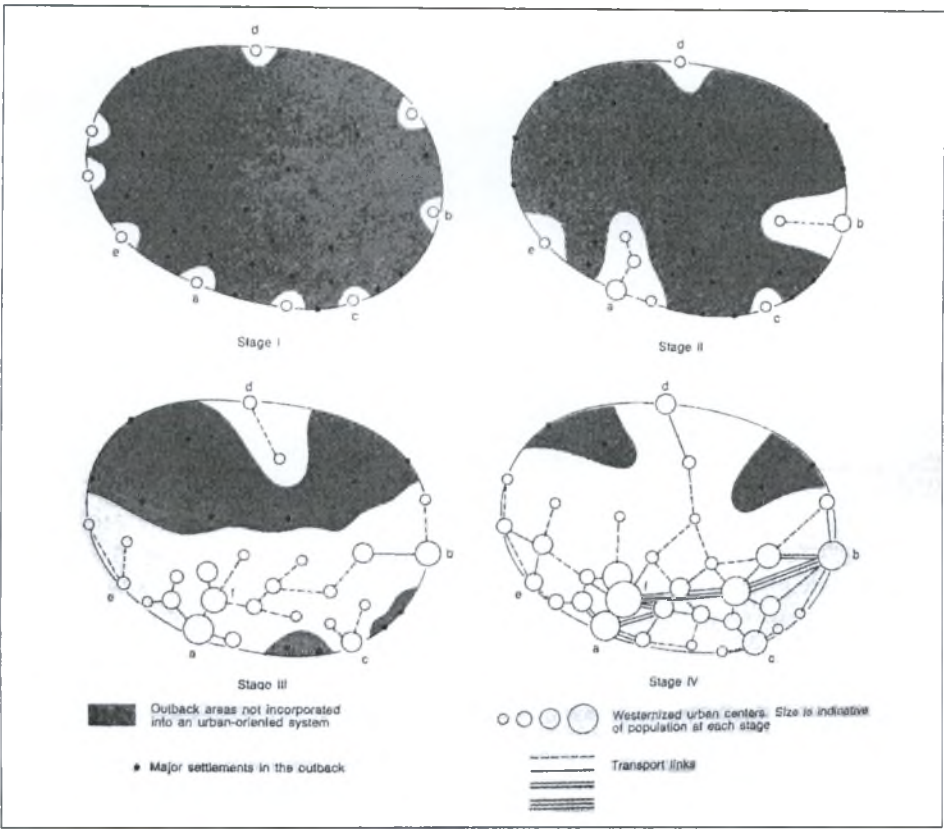 d
b
e
a
c
Stage I
d
e
b
a
c
Stage II
d
b
e
f
a
c
Stage III
d
b
e
f
a
c
Stage IV
Outback areas not incorporated
into an urban-oriented system
Major settlements in the outback
Westernized urban centers. Size is indicative
of population at each stage
Transport links